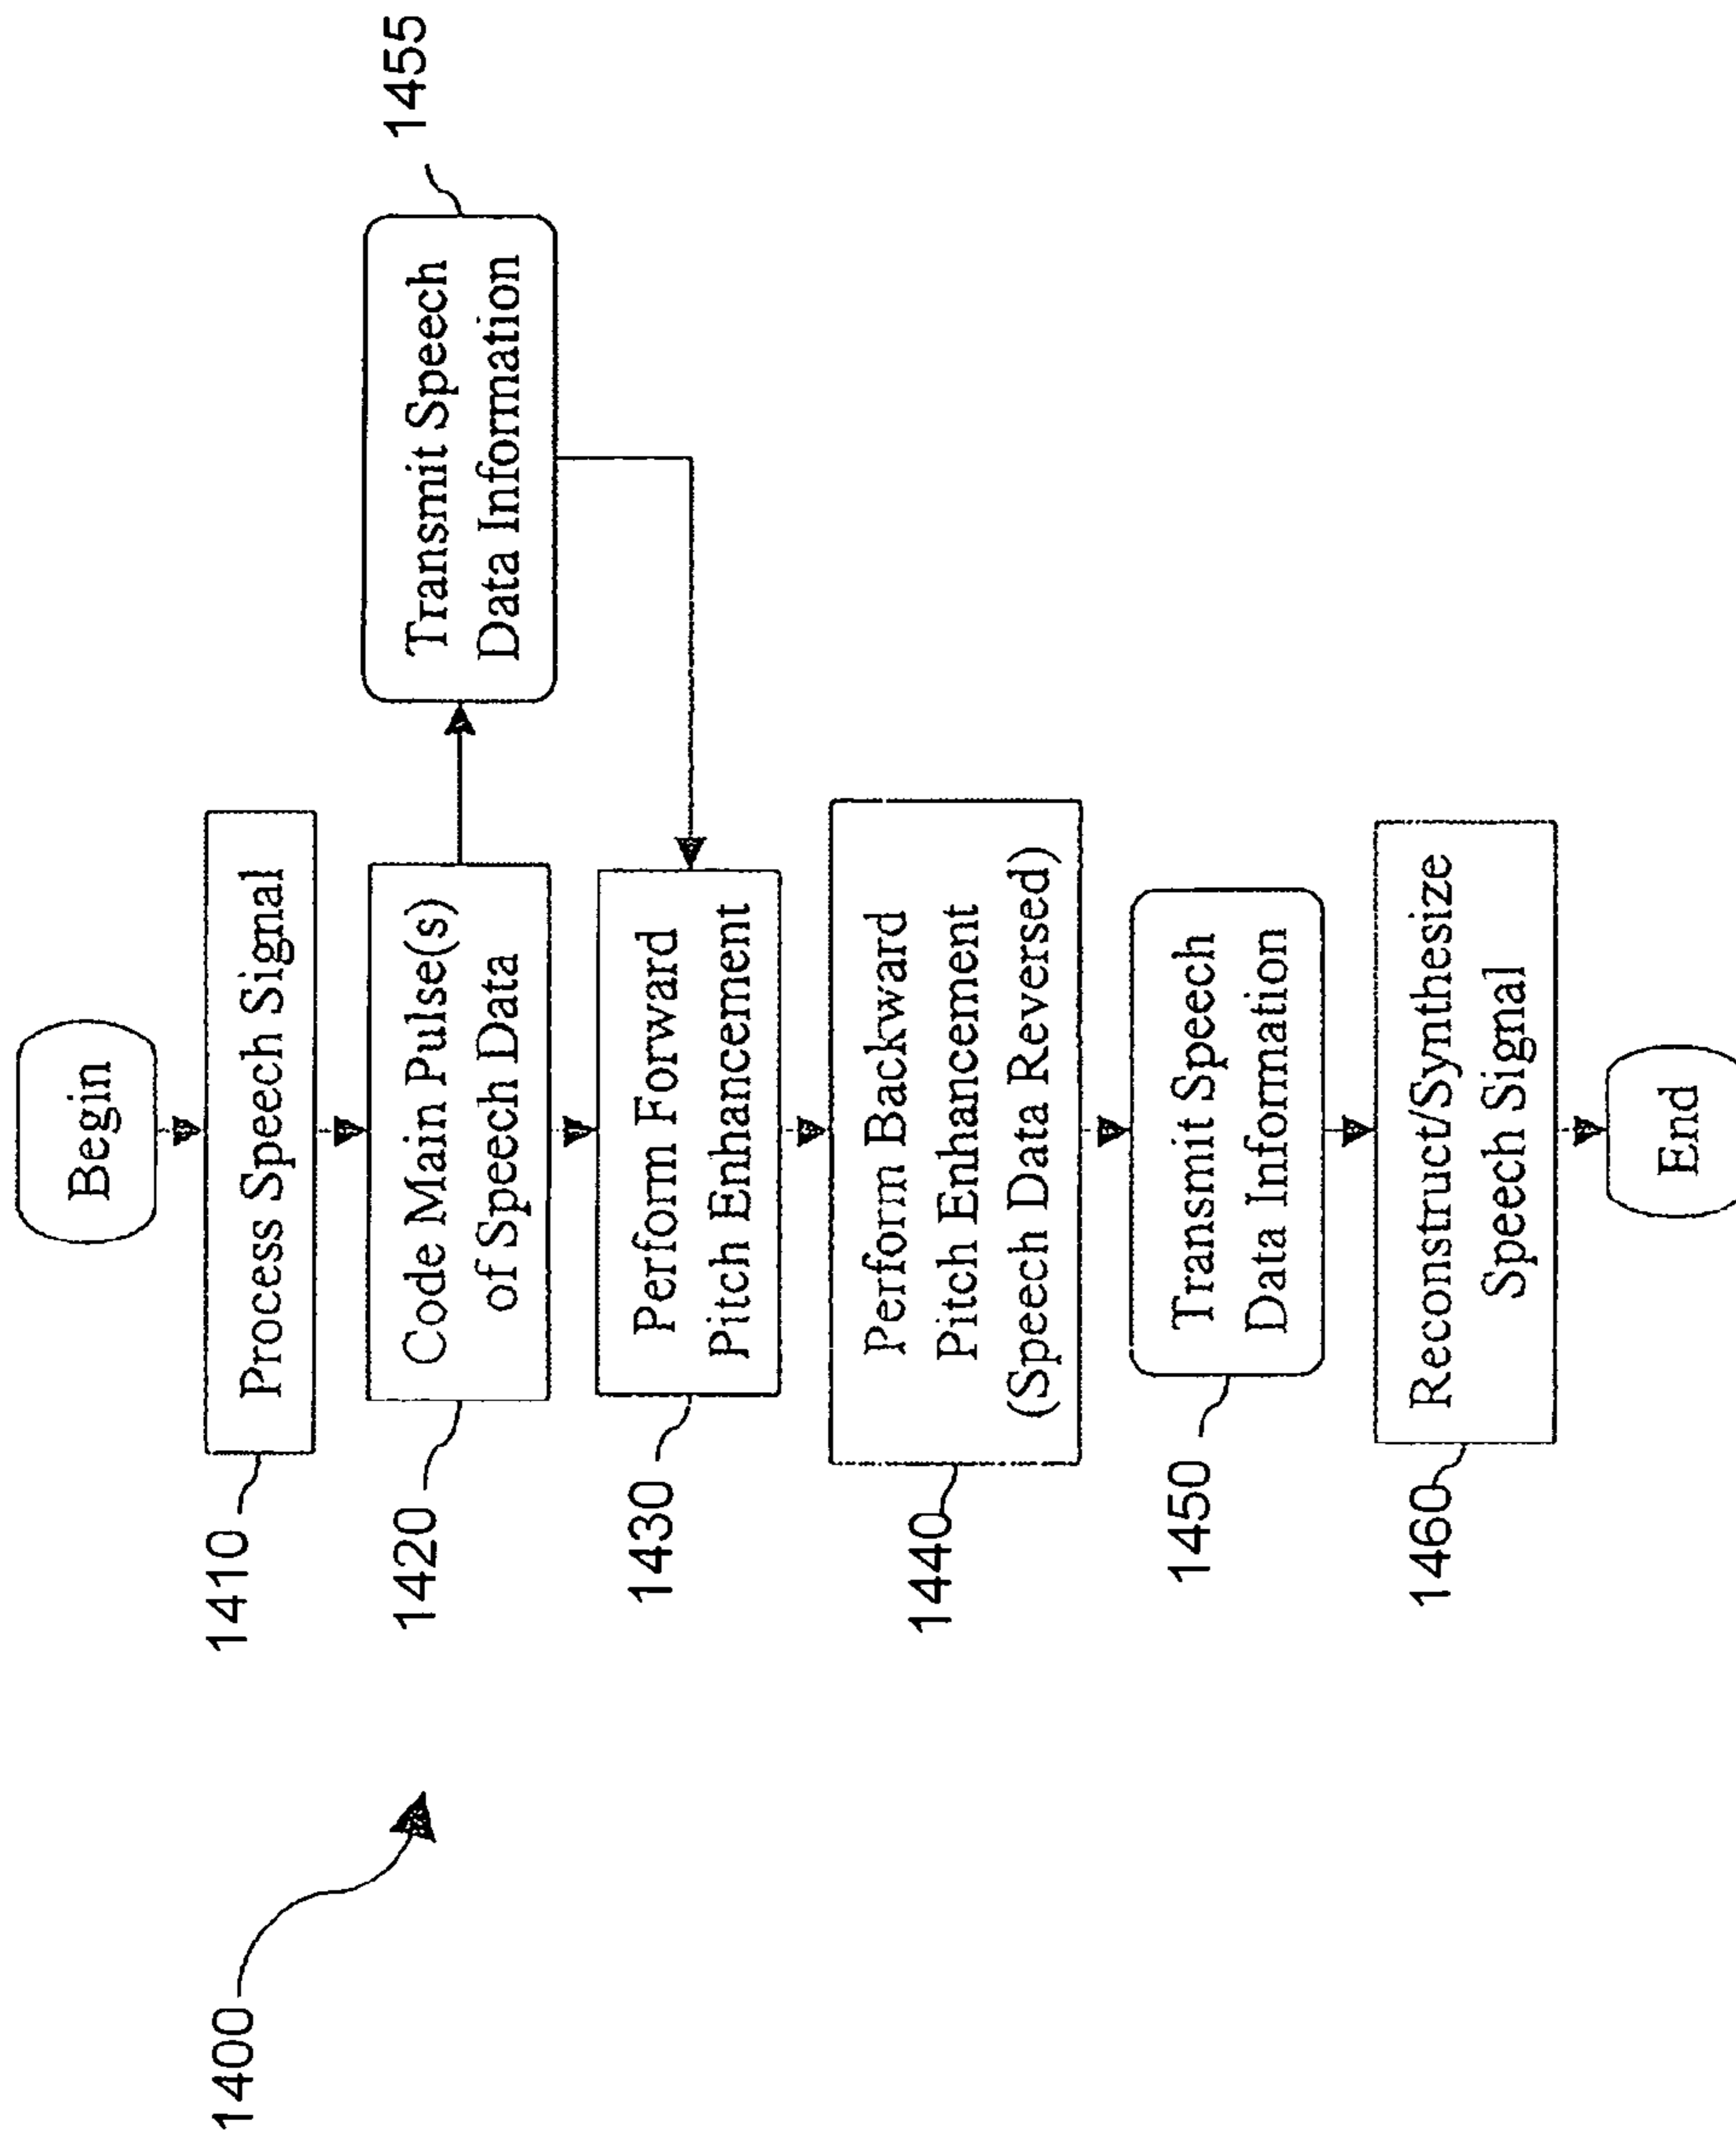 1400
Begin
1410
Process Speech Signal
1420
Code Main Pulse(s)
of Speech Data
1455
Transmit Speech
Data Information
1430
Perform Forward
Pitch Enhancement
1440
Perform Backward
Pitch Enhancement
(Speech Data Reversed)
1450
Transmit Speech
Data Information
1460
Reconstruct/Synthesize
Speech Signal
End